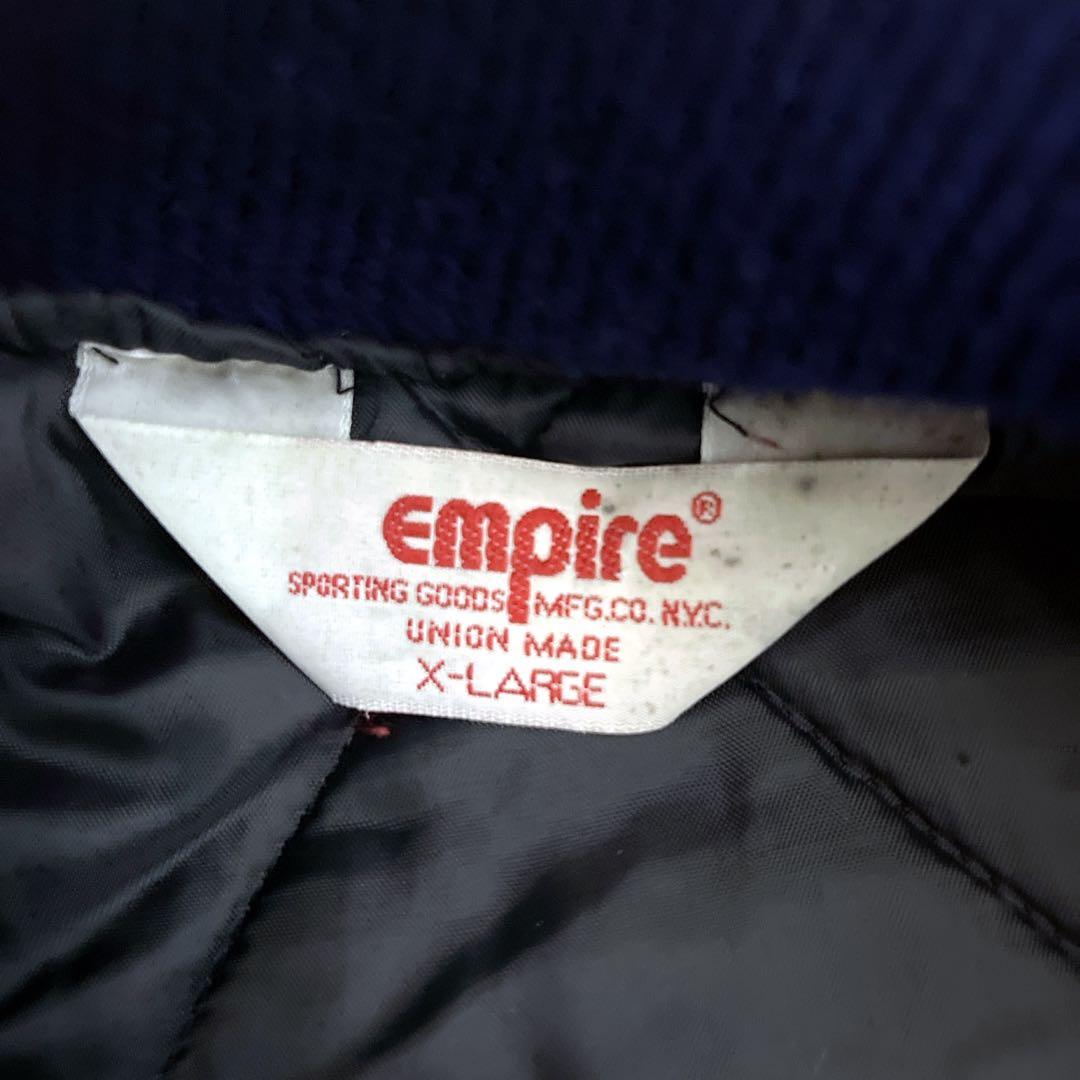 empire®
SPORTING GOODS MFG.CO. N.Y.C.
UNION MADE
X-LARGE